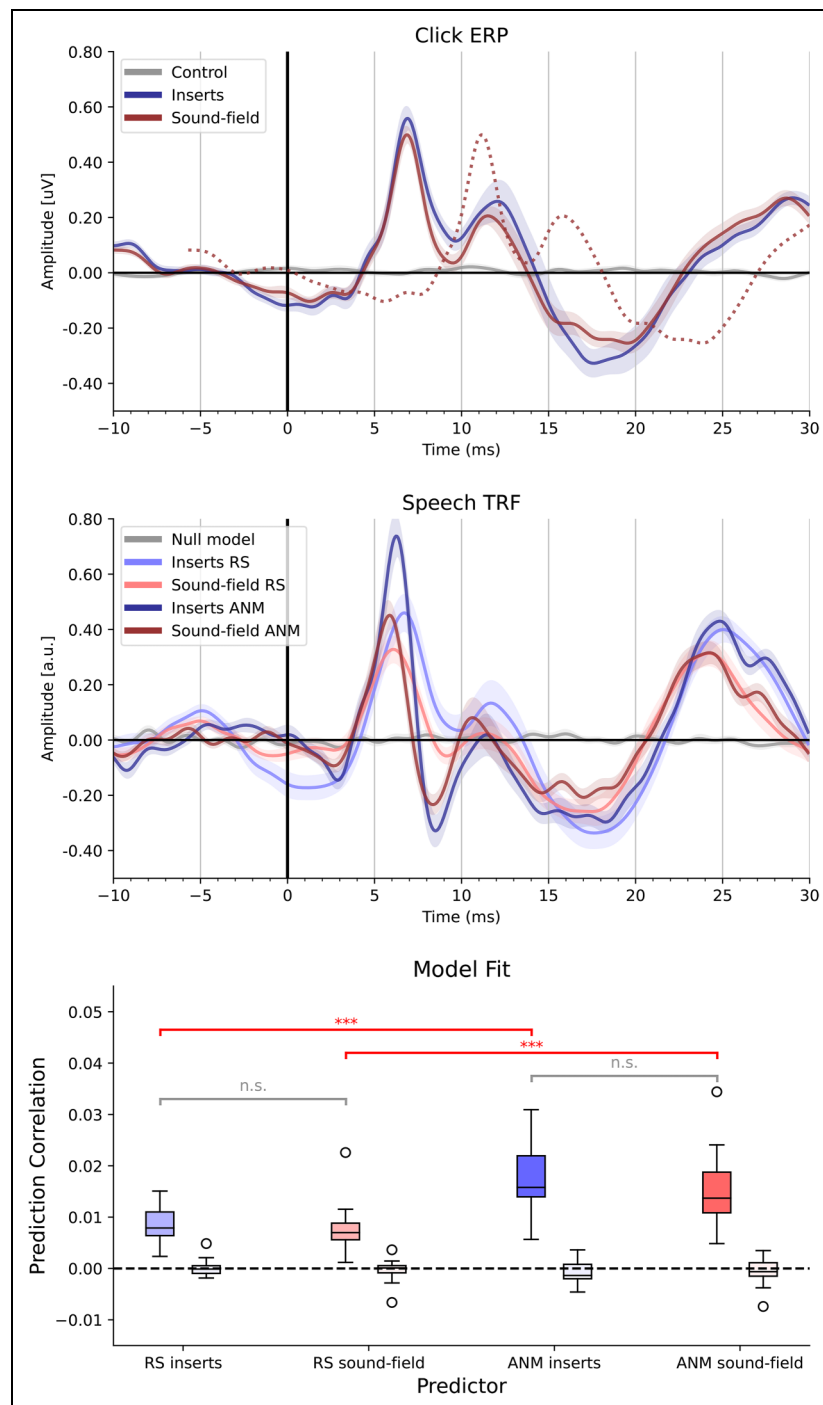 Click ERP
0.80
0.60
0.40
0.20
0.00
-0.20
-0.40
Amplitude [uV]
Control
Inserts
Sound-field
−10 −5 0 5 10 15 20 25 30
Time (ms)
Speech TRF
0.80
0.60
0.40
0.20
0.00
-0.20
-0.40
Amplitude [a.u.]
Null model
Inserts RS
Sound-field RS
Inserts ANM
Sound-field ANM
−10 −5 0 5 10 15 20 25 30
Time (ms)
Model Fit
0.05
0.04
0.03
0.02
0.01
0.00
−0.01
Prediction Correlation
***
***
n.s.
n.s.
RS inserts RS sound-field ANM inserts ANM sound-field
Predictor